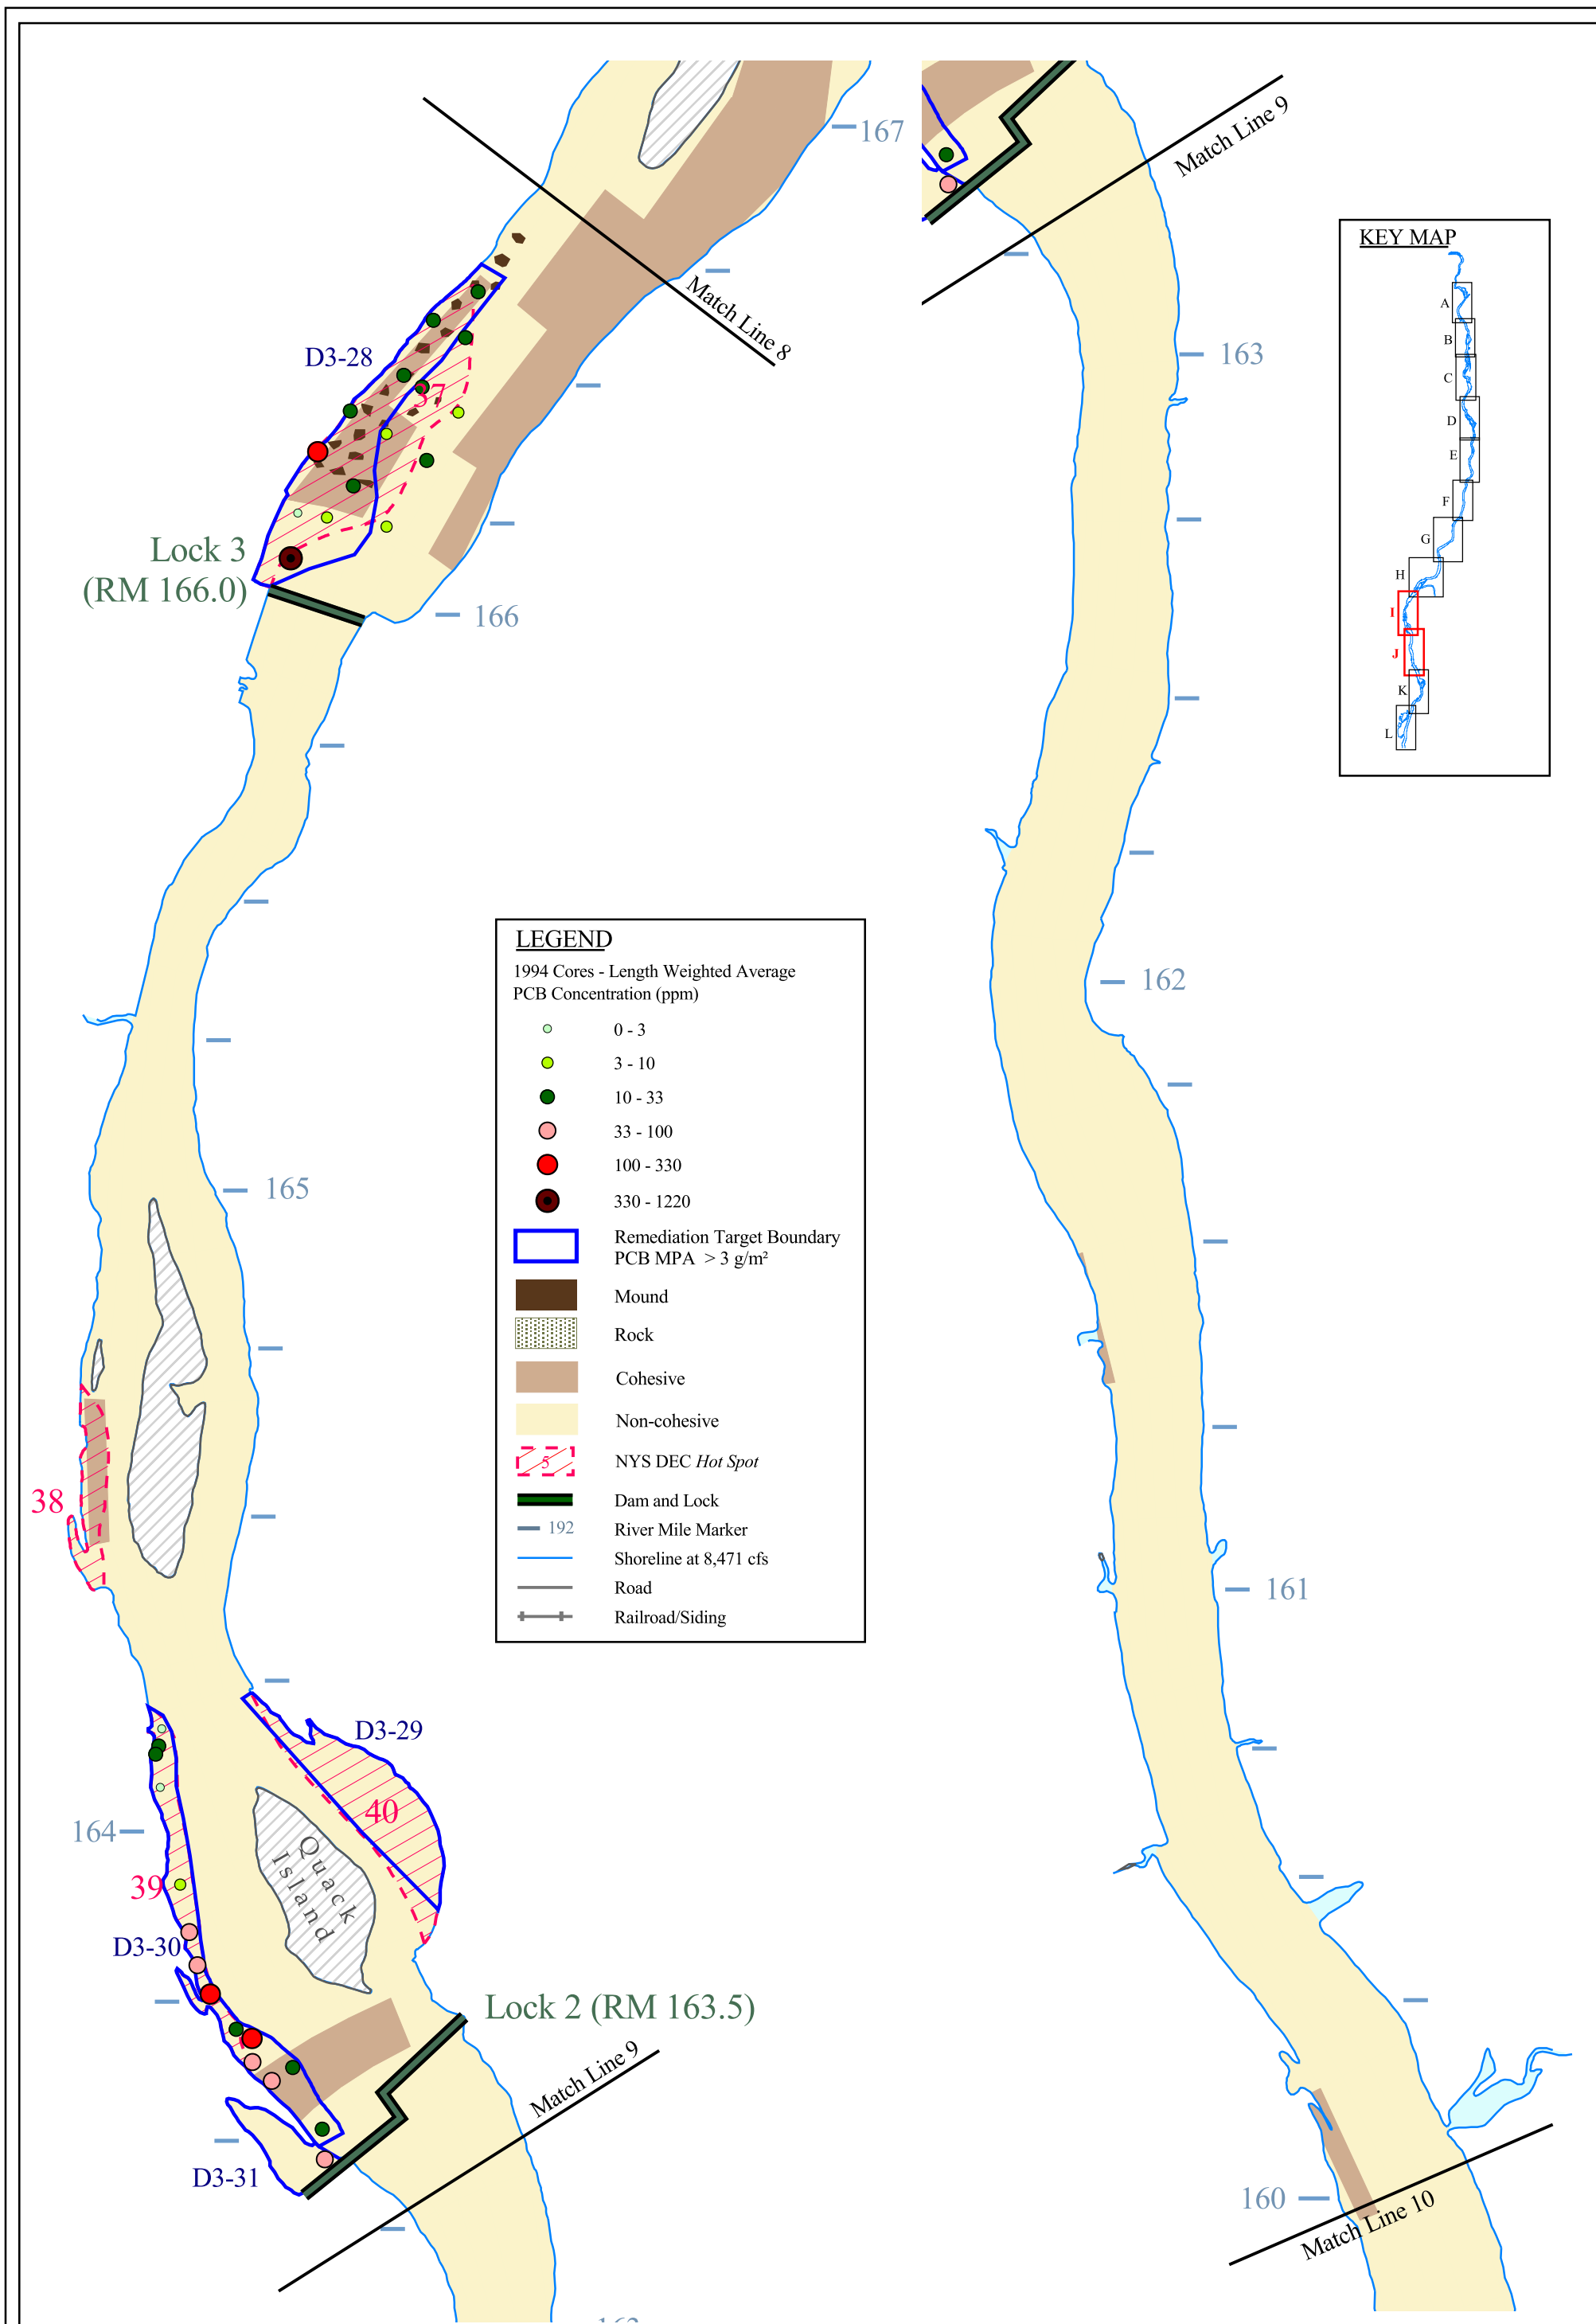 167
Match Line 8
D3-28
37
Lock 3
(RM 166.0)
166
165
38
D3-29
40
164
39
D3-30
Quack
Island
Lock 2 (RM 163.5)
Match Line 9
D3-31
LEGEND
1994 Cores - Length Weighted Average
PCB Concentration (ppm)
0 - 3
3 - 10
10 - 33
33 - 100
100 - 330
330 - 1220
Remediation Target Boundary
PCB MPA > 3 g/m²
Mound
Rock
Cohesive
Non-cohesive
5
NYS DEC Hot Spot
Dam and Lock
192
River Mile Marker
Shoreline at 8,471 cfs
Road
Railroad/Siding
Match Line 9
163
162
161
160
Match Line 10
KEY MAP
A
B
C
D
E
F
G
H
I
J
K
L